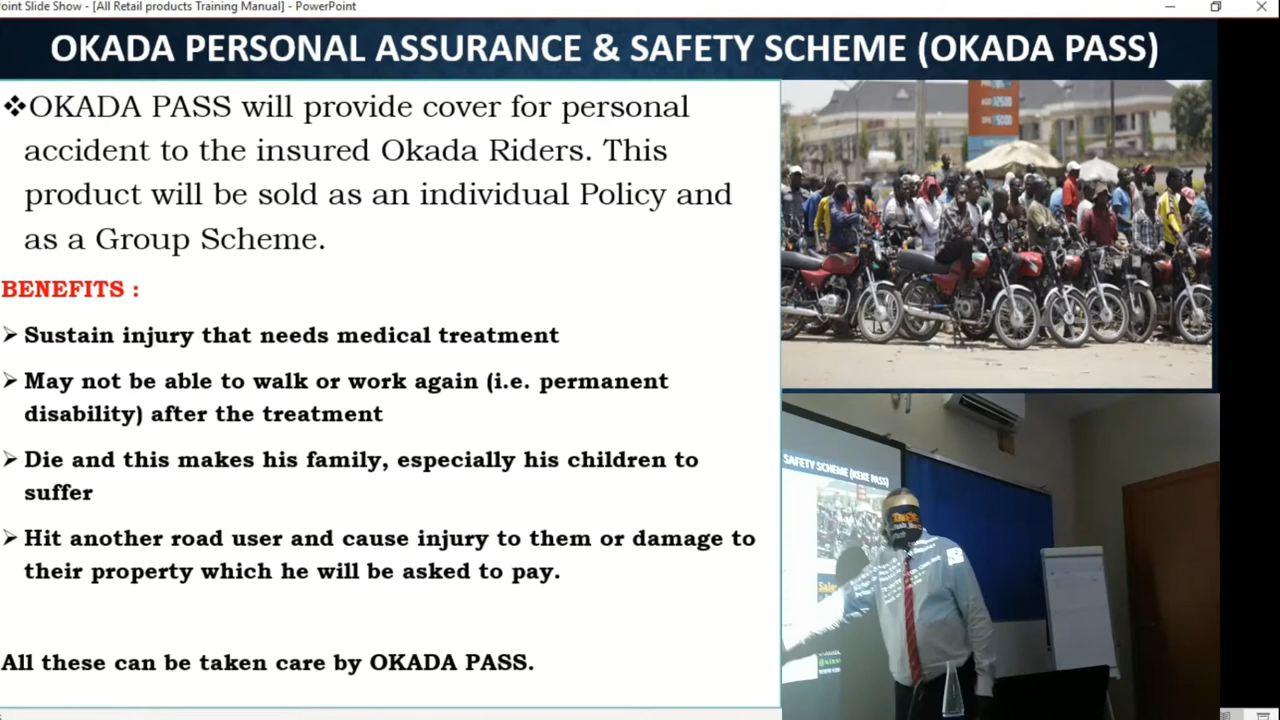 oint Slide Show - [All Retail products Training Manual] - PowerPoint
OKADA PERSONAL ASSURANCE & SAFETY SCHEME (OKADA PASS)
❖OKADA PASS will provide cover for personal
accident to the insured Okada Riders. This
product will be sold as an individual Policy and
as a Group Scheme.
BENEFITS :
➢ Sustain injury that needs medical treatment
➢ May not be able to walk or work again (i.e. permanent
disability) after the treatment
➢ Die and this makes his family, especially his children to
suffer
➢ Hit another road user and cause injury to them or damage to
their property which he will be asked to pay.
All these can be taken care by OKADA PASS.
SAFETY SCHEME (KEKE PASS)